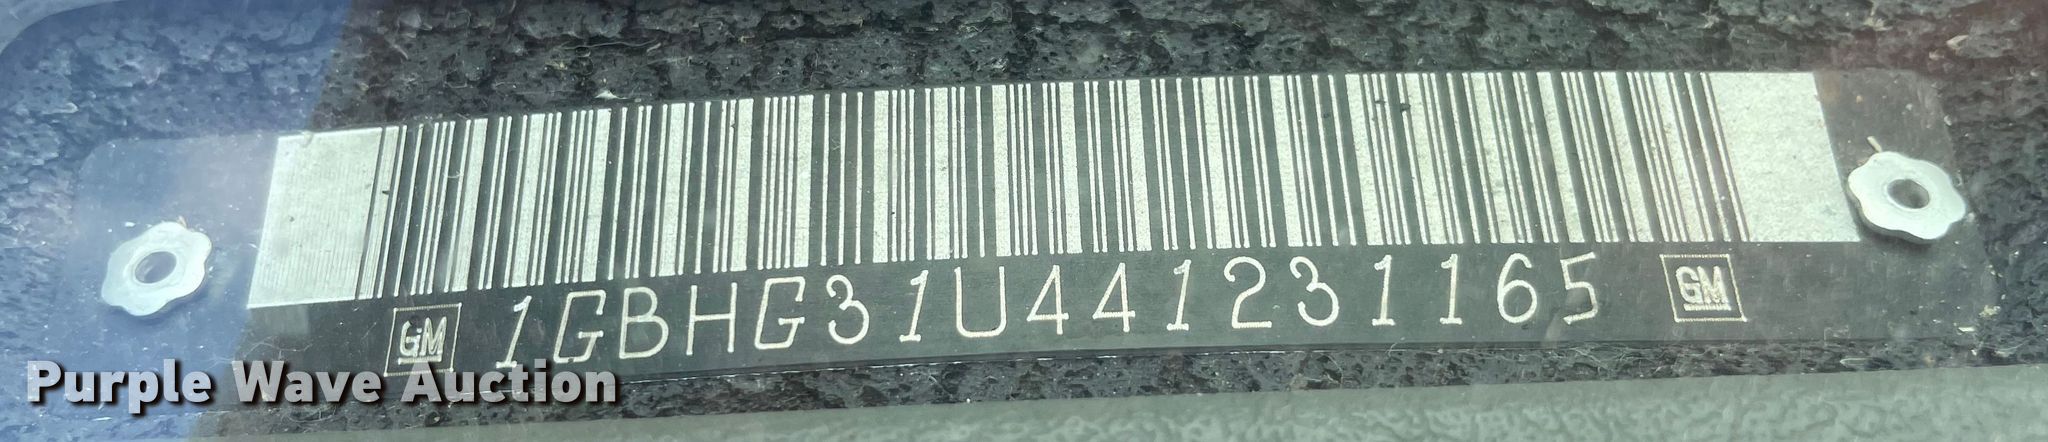 GM 1GBHG31U441231165 GM
Purple Wave Auction